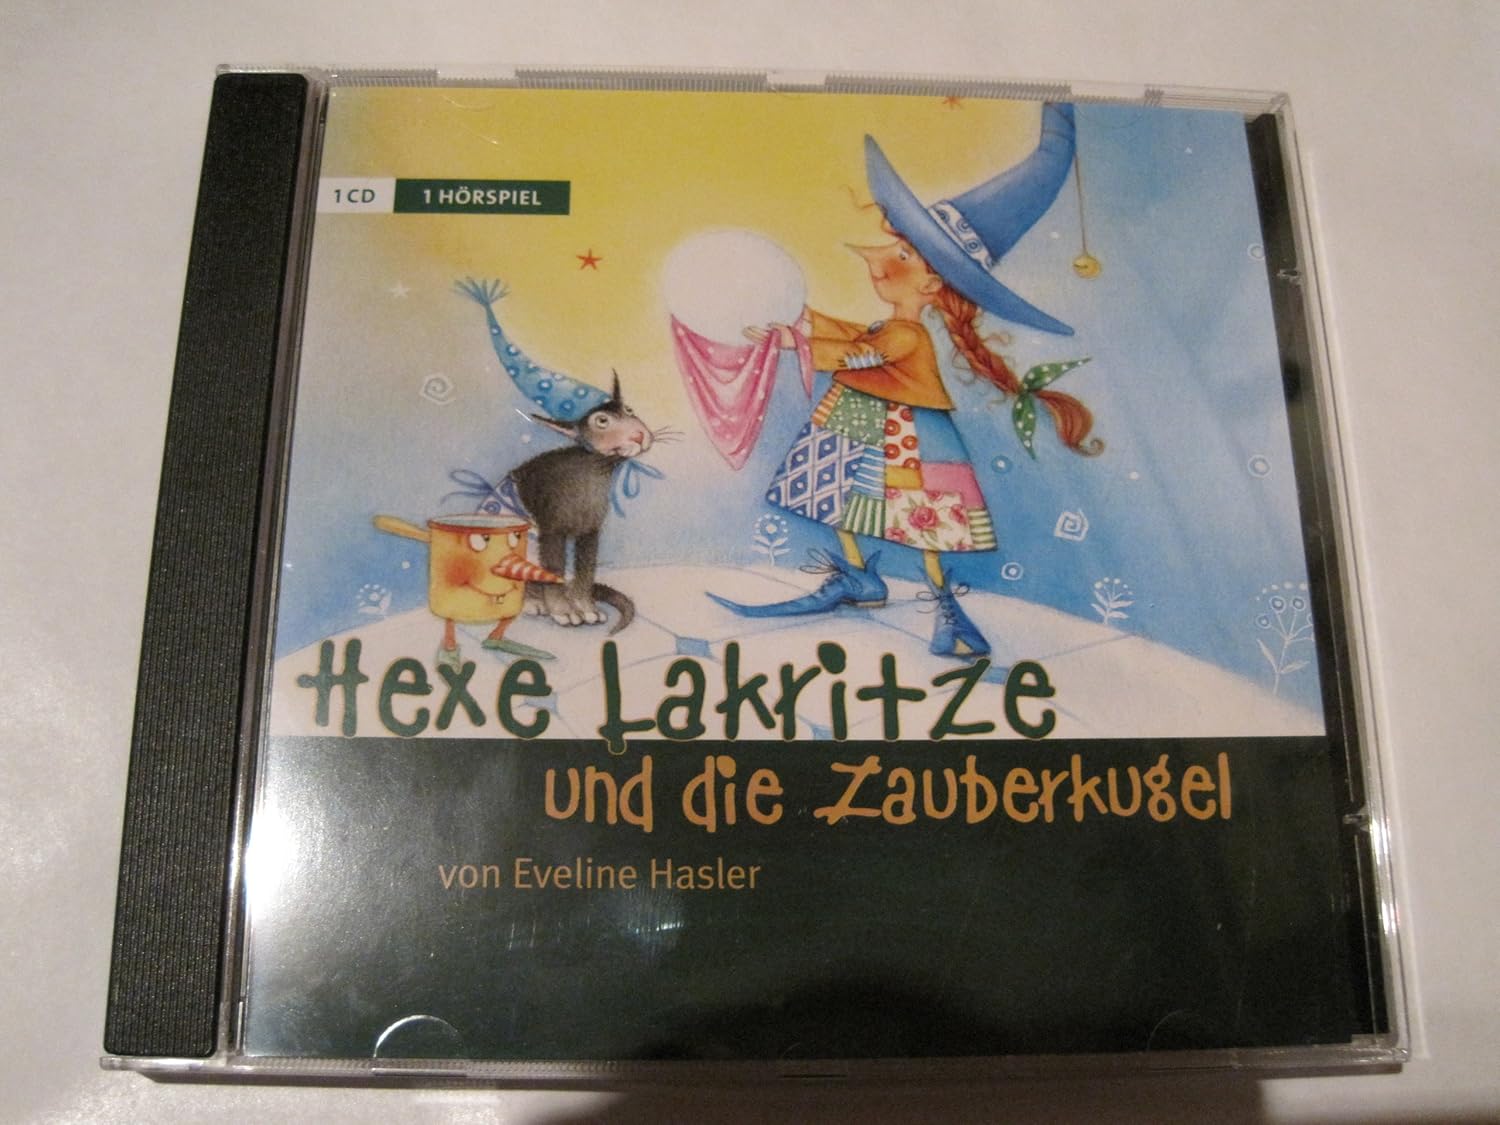 1 CD 1 HÖRSPIEL
Hexe Lakritze
und die Zauberkugel
von Eveline Hasler